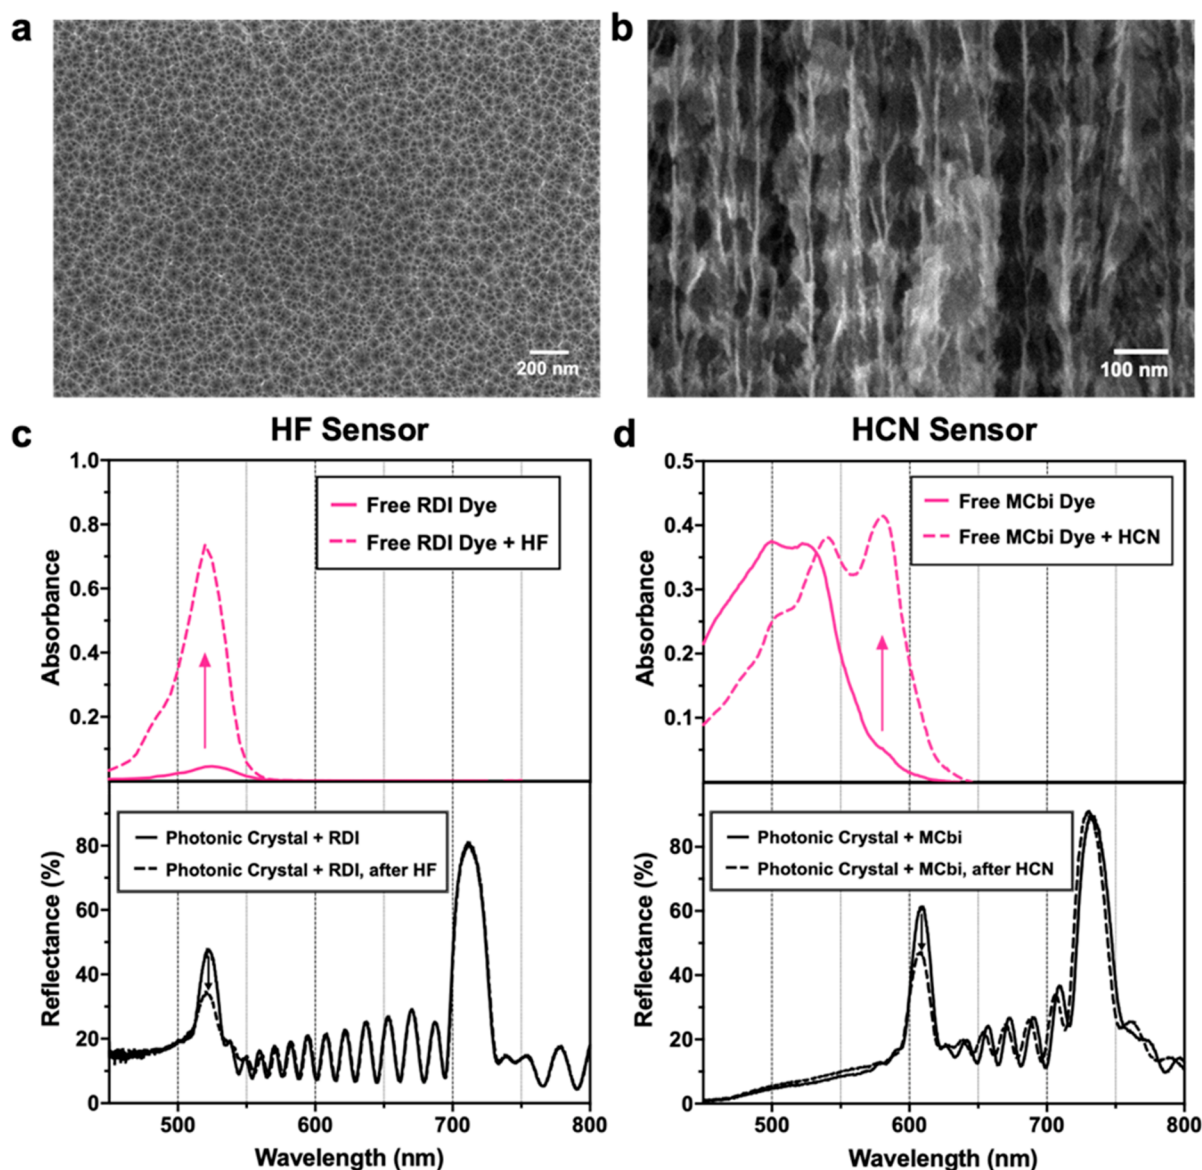 a
b
200 nm
100 nm
c
HF Sensor
d
HCN Sensor
1.0
0.8
0.6
0.4
0.2
Absorbance
Free RDI Dye
Free RDI Dye + HF
0.5
0.4
0.3
0.2
0.1
Absorbance
Free MCbi Dye
Free MCbi Dye + HCN
80
60
40
20
0
Reflectance (%)
Photonic Crystal + RDI
Photonic Crystal + RDI, after HF
500
600
700
800
Wavelength (nm)
80
60
40
20
0
Reflectance (%)
Photonic Crystal + MCbi
Photonic Crystal + MCbi, after HCN
500
600
700
800
Wavelength (nm)